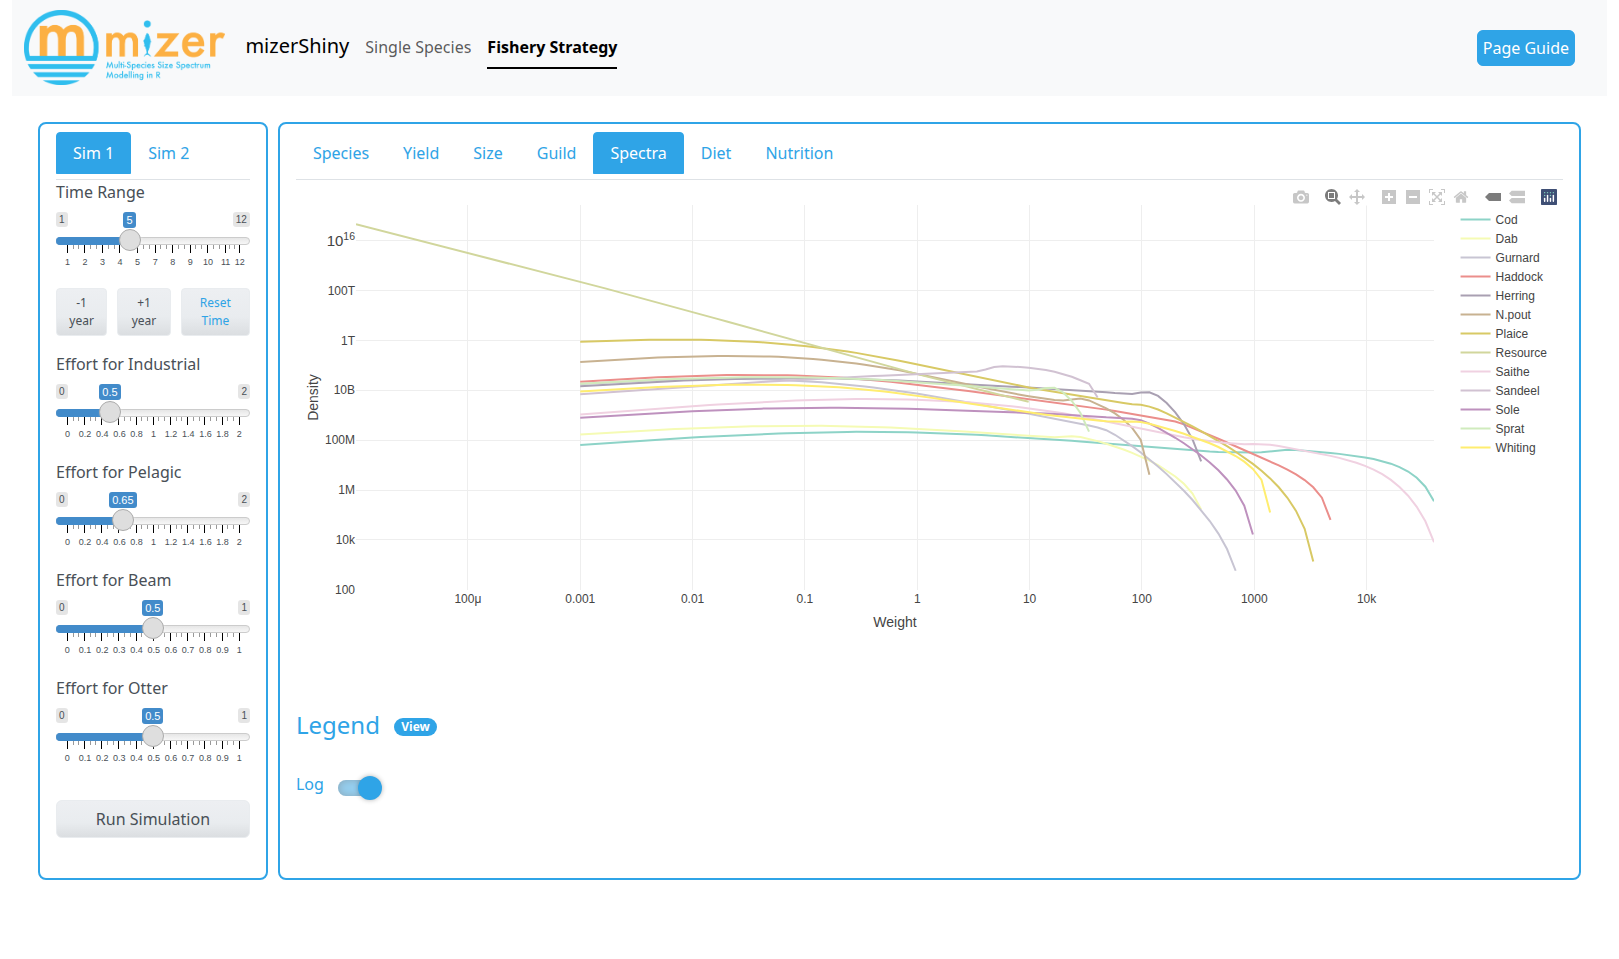 mizer
Multi-Species Size Spectrum
Modelling in R
mizerShiny Single Species Fishery Strategy Page Guide
Sim 1 Sim 2
Time Range
1 5 12
1 2 3 4 5 7 8 9 10 11 12
-1 year +1 year Reset Time
Effort for Industrial
0 0.5 2
0 0.2 0.4 0.6 0.8 1 1.2 1.4 1.6 1.8 2
Effort for Pelagic
0 0.65 2
0 0.2 0.4 0.6 0.8 1 1.2 1.4 1.6 1.8 2
Effort for Beam
0 0.5 1
0 0.1 0.2 0.3 0.4 0.5 0.6 0.7 0.8 0.9 1
Effort for Otter
0 0.5 1
0 0.1 0.2 0.3 0.4 0.5 0.6 0.7 0.8 0.9 1
Run Simulation
Species Yield Size Guild Spectra Diet Nutrition
Density
10^16
100T
1T
10B
100M
1M
10k
100
100μ 0.001 0.01 0.1 1 10 100 1000 10k
Weight
Cod
Dab
Gurnard
Haddock
Herring
N.pout
Plaice
Resource
Saithe
Sandeel
Sole
Sprat
Whiting
Legend View
Log